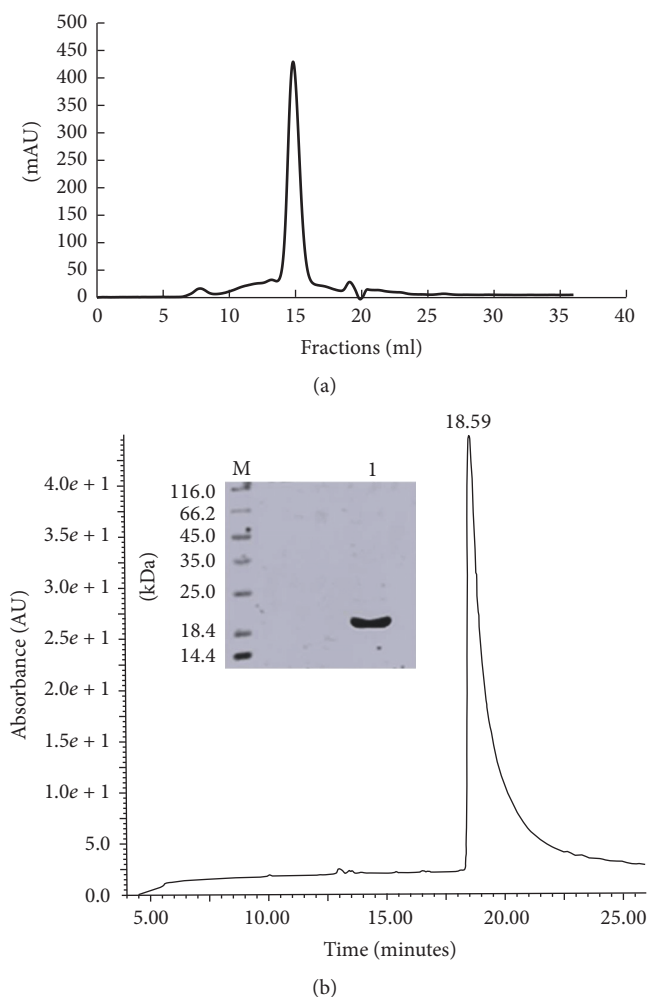 500
450
400
350
300
250
200
150
100
50
0
(mAU)
0 5 10 15 20 25 30 35 40
Fractions (ml)
(a)
18.59
M 1
116.0
66.2
45.0
35.0
25.0
18.4
14.4
(kDa)
4.0e + 1
3.5e + 1
3.0e + 1
2.5e + 1
2.0e + 1
1.5e + 1
1.0e + 1
5.0
0.0
Absorbance (AU)
5.00 10.00 15.00 20.00 25.00
Time (minutes)
(b)